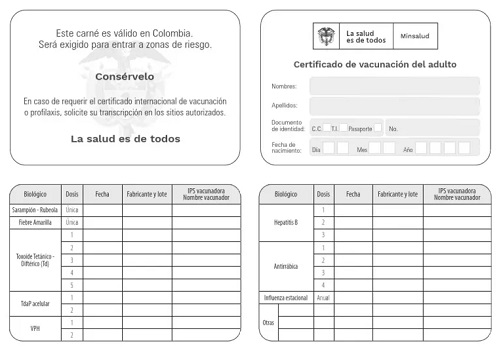 Este carné es válido en Colombia.
Será exigido para entrar a zonas de riesgo.
Consérvelo
En caso de requerir el certificado internacional de vacunación
o profilaxis, solicite su transcripción en los sitios autorizados.
La salud es de todos
La salud
es de todos
Minsalud
Certificado de vacunación del adulto
Nombres:
Apellidos:
Documento
de identidad:
C.C. T.I. Pasaporte No.
Fecha de
nacimiento:
Día Mes Año
Biológico Dosis Fecha Fabricante y lote IPS vacunadora
Nombre vacunador
Sarampión - Rubeola Única
Fiebre Amarilla Única
Toxoide Tetánico -
Diftérico (Td)
1
2
3
4
5
TdaP acelular
1
2
VPH
1
2
Biológico Dosis Fecha Fabricante y lote IPS vacunadora
Nombre vacunador
Hepatitis B
1
2
3
Antirrábica
1
2
3
4
Influenza estacional Anual
Otras